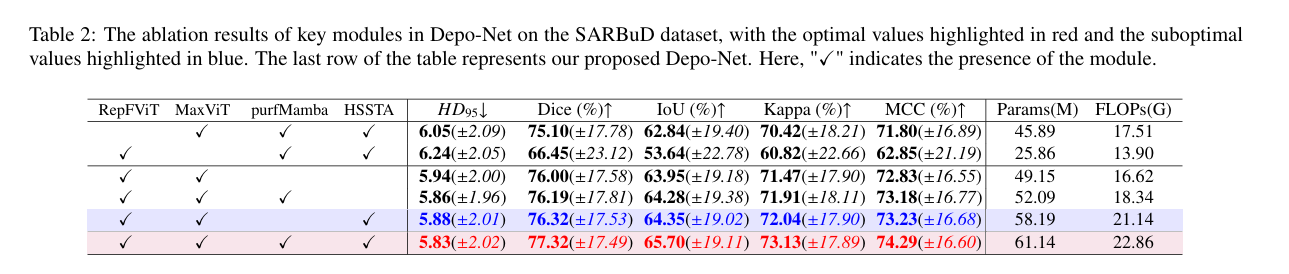 Table 2: The ablation results of key modules in Depo-Net on the SARBuD dataset, with the optimal values highlighted in red and the suboptimal
values highlighted in blue. The last row of the table represents our proposed Depo-Net. Here, "✓" indicates the presence of the module.
RepFViT MaxViT purfMamba HSSTA HD95↓ Dice (%)↑ IoU (%)↑ Kappa (%)↑ MCC (%)↑ Params(M) FLOPs(G)
✓ ✓ ✓ 6.05(±2.09) 75.10(±17.78) 62.84(±19.40) 70.42(±18.21) 71.80(±16.89) 45.89 17.51
✓ ✓ ✓ 6.24(±2.05) 66.45(±23.12) 53.64(±22.78) 60.82(±22.66) 62.85(±21.19) 25.86 13.90
✓ ✓ 5.94(±2.00) 76.00(±17.58) 63.95(±19.18) 71.47(±17.90) 72.83(±16.55) 49.15 16.62
✓ ✓ ✓ 5.86(±1.96) 76.19(±17.81) 64.28(±19.38) 71.91(±18.11) 73.18(±16.77) 52.09 18.34
✓ ✓ ✓ 5.88(±2.01) 76.32(±17.53) 64.35(±19.02) 72.04(±17.90) 73.23(±16.68) 58.19 21.14
✓ ✓ ✓ ✓ 5.83(±2.02) 77.32(±17.49) 65.70(±19.11) 73.13(±17.89) 74.29(±16.60) 61.14 22.86